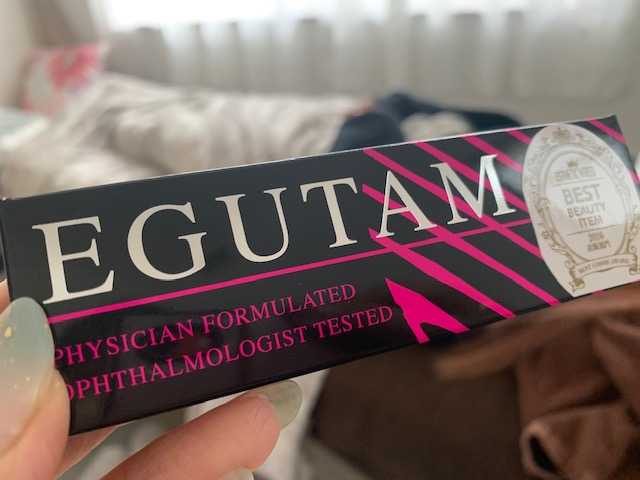 EGUTAM
PHYSICIAN FORMULATED
OPHTHALMOLOGIST TESTED
BEST
BEAUTY
ITEM